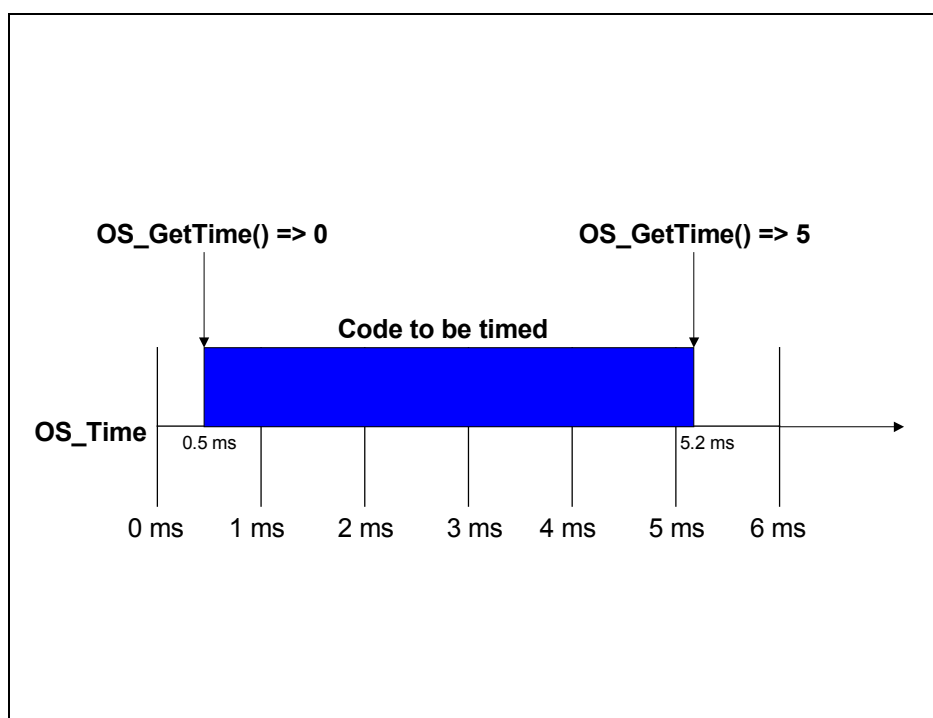 OS_GetTime() => 0
OS_GetTime() => 5
Code to be timed
OS_Time
0.5 ms
5.2 ms
0 ms
1 ms
2 ms
3 ms
4 ms
5 ms
6 ms